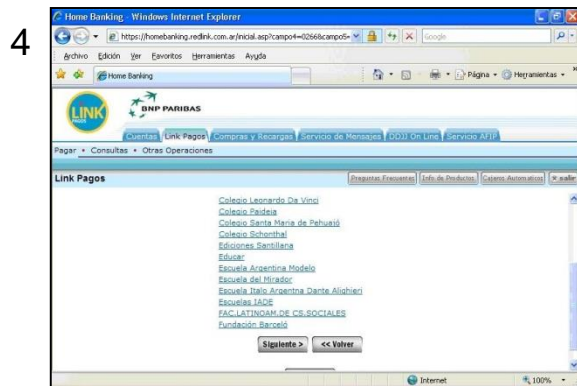 4
Home Banking - Windows Internet Explorer
https://homebanking.redlink.com.ar/inicial.asp?campo4=02668campo5=
Google
Archivo Edición Ver Favoritos Herramientas Ayuda
Home Banking
Página Herramientas
LINK PAGOS
BNP PARIBAS
Cuentas Link Pagos Compras y Recargas Servicio de Mensajes DDJJ On Line Servicio AFIP
Pagar • Consultas • Otras Operaciones
Link Pagos
Preguntas Frecuentes Info de Productos Cajeros Automaticos salir
Colegio Leonardo Da Vinci
Colegio Paideia
Colegio Santa Maria de Pehuajó
Colegio Schonthal
Ediciones Santillana
Educar
Escuela Argentina Modelo
Escuela del Mirador
Escuela Italo Argentna Dante Alighieri
Escuelas IADE
FAC.LATINOAM.DE CS.SOCIALES
Fundación Barceló
Siguiente > << Volver
Internet 100%